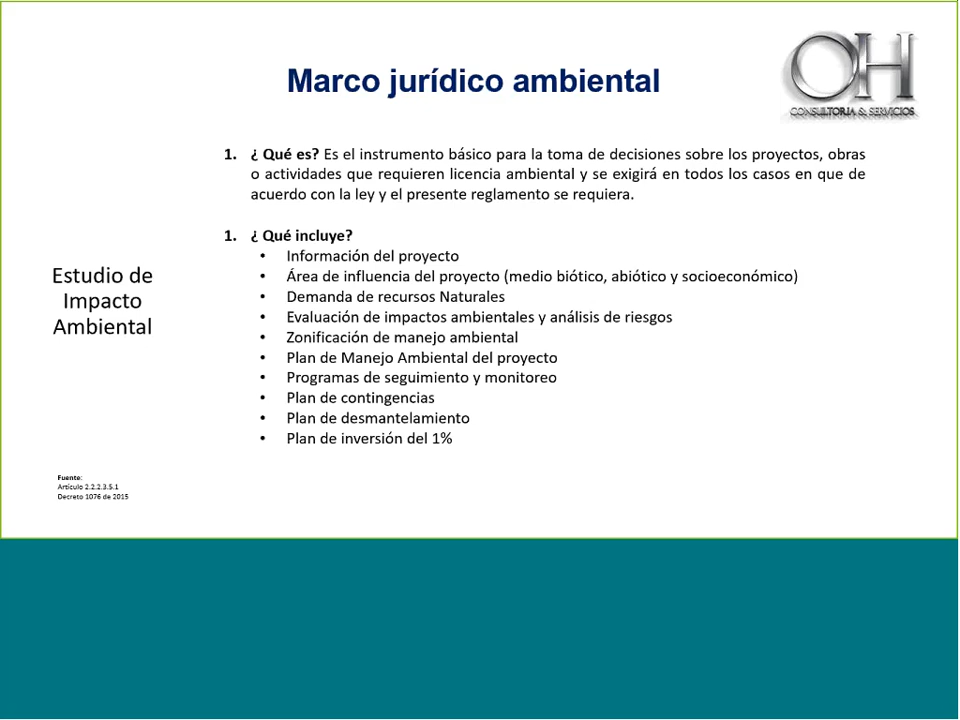 Marco jurídico ambiental
OH
CONSULTORIA & SERVICIOS
1. ¿ Qué es? Es el instrumento básico para la toma de decisiones sobre los proyectos, obras
o actividades que requieren licencia ambiental y se exigirá en todos los casos en que de
acuerdo con la ley y el presente reglamento se requiera.
1. ¿ Qué incluye?
• Información del proyecto
• Área de influencia del proyecto (medio biótico, abiótico y socioeconómico)
• Demanda de recursos Naturales
• Evaluación de impactos ambientales y análisis de riesgos
• Zonificación de manejo ambiental
• Plan de Manejo Ambiental del proyecto
• Programas de seguimiento y monitoreo
• Plan de contingencias
• Plan de desmantelamiento
• Plan de inversión del 1%
Estudio de
Impacto
Ambiental
Fuente:
Artículo 2.2.2.3.5.1
Decreto 1076 de 2015